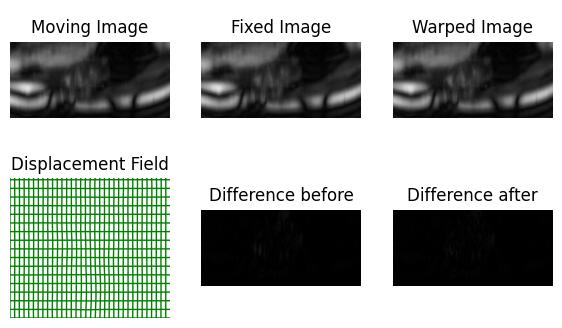 Moving Image
Fixed Image
Warped Image
Displacement Field
Difference before
Difference after